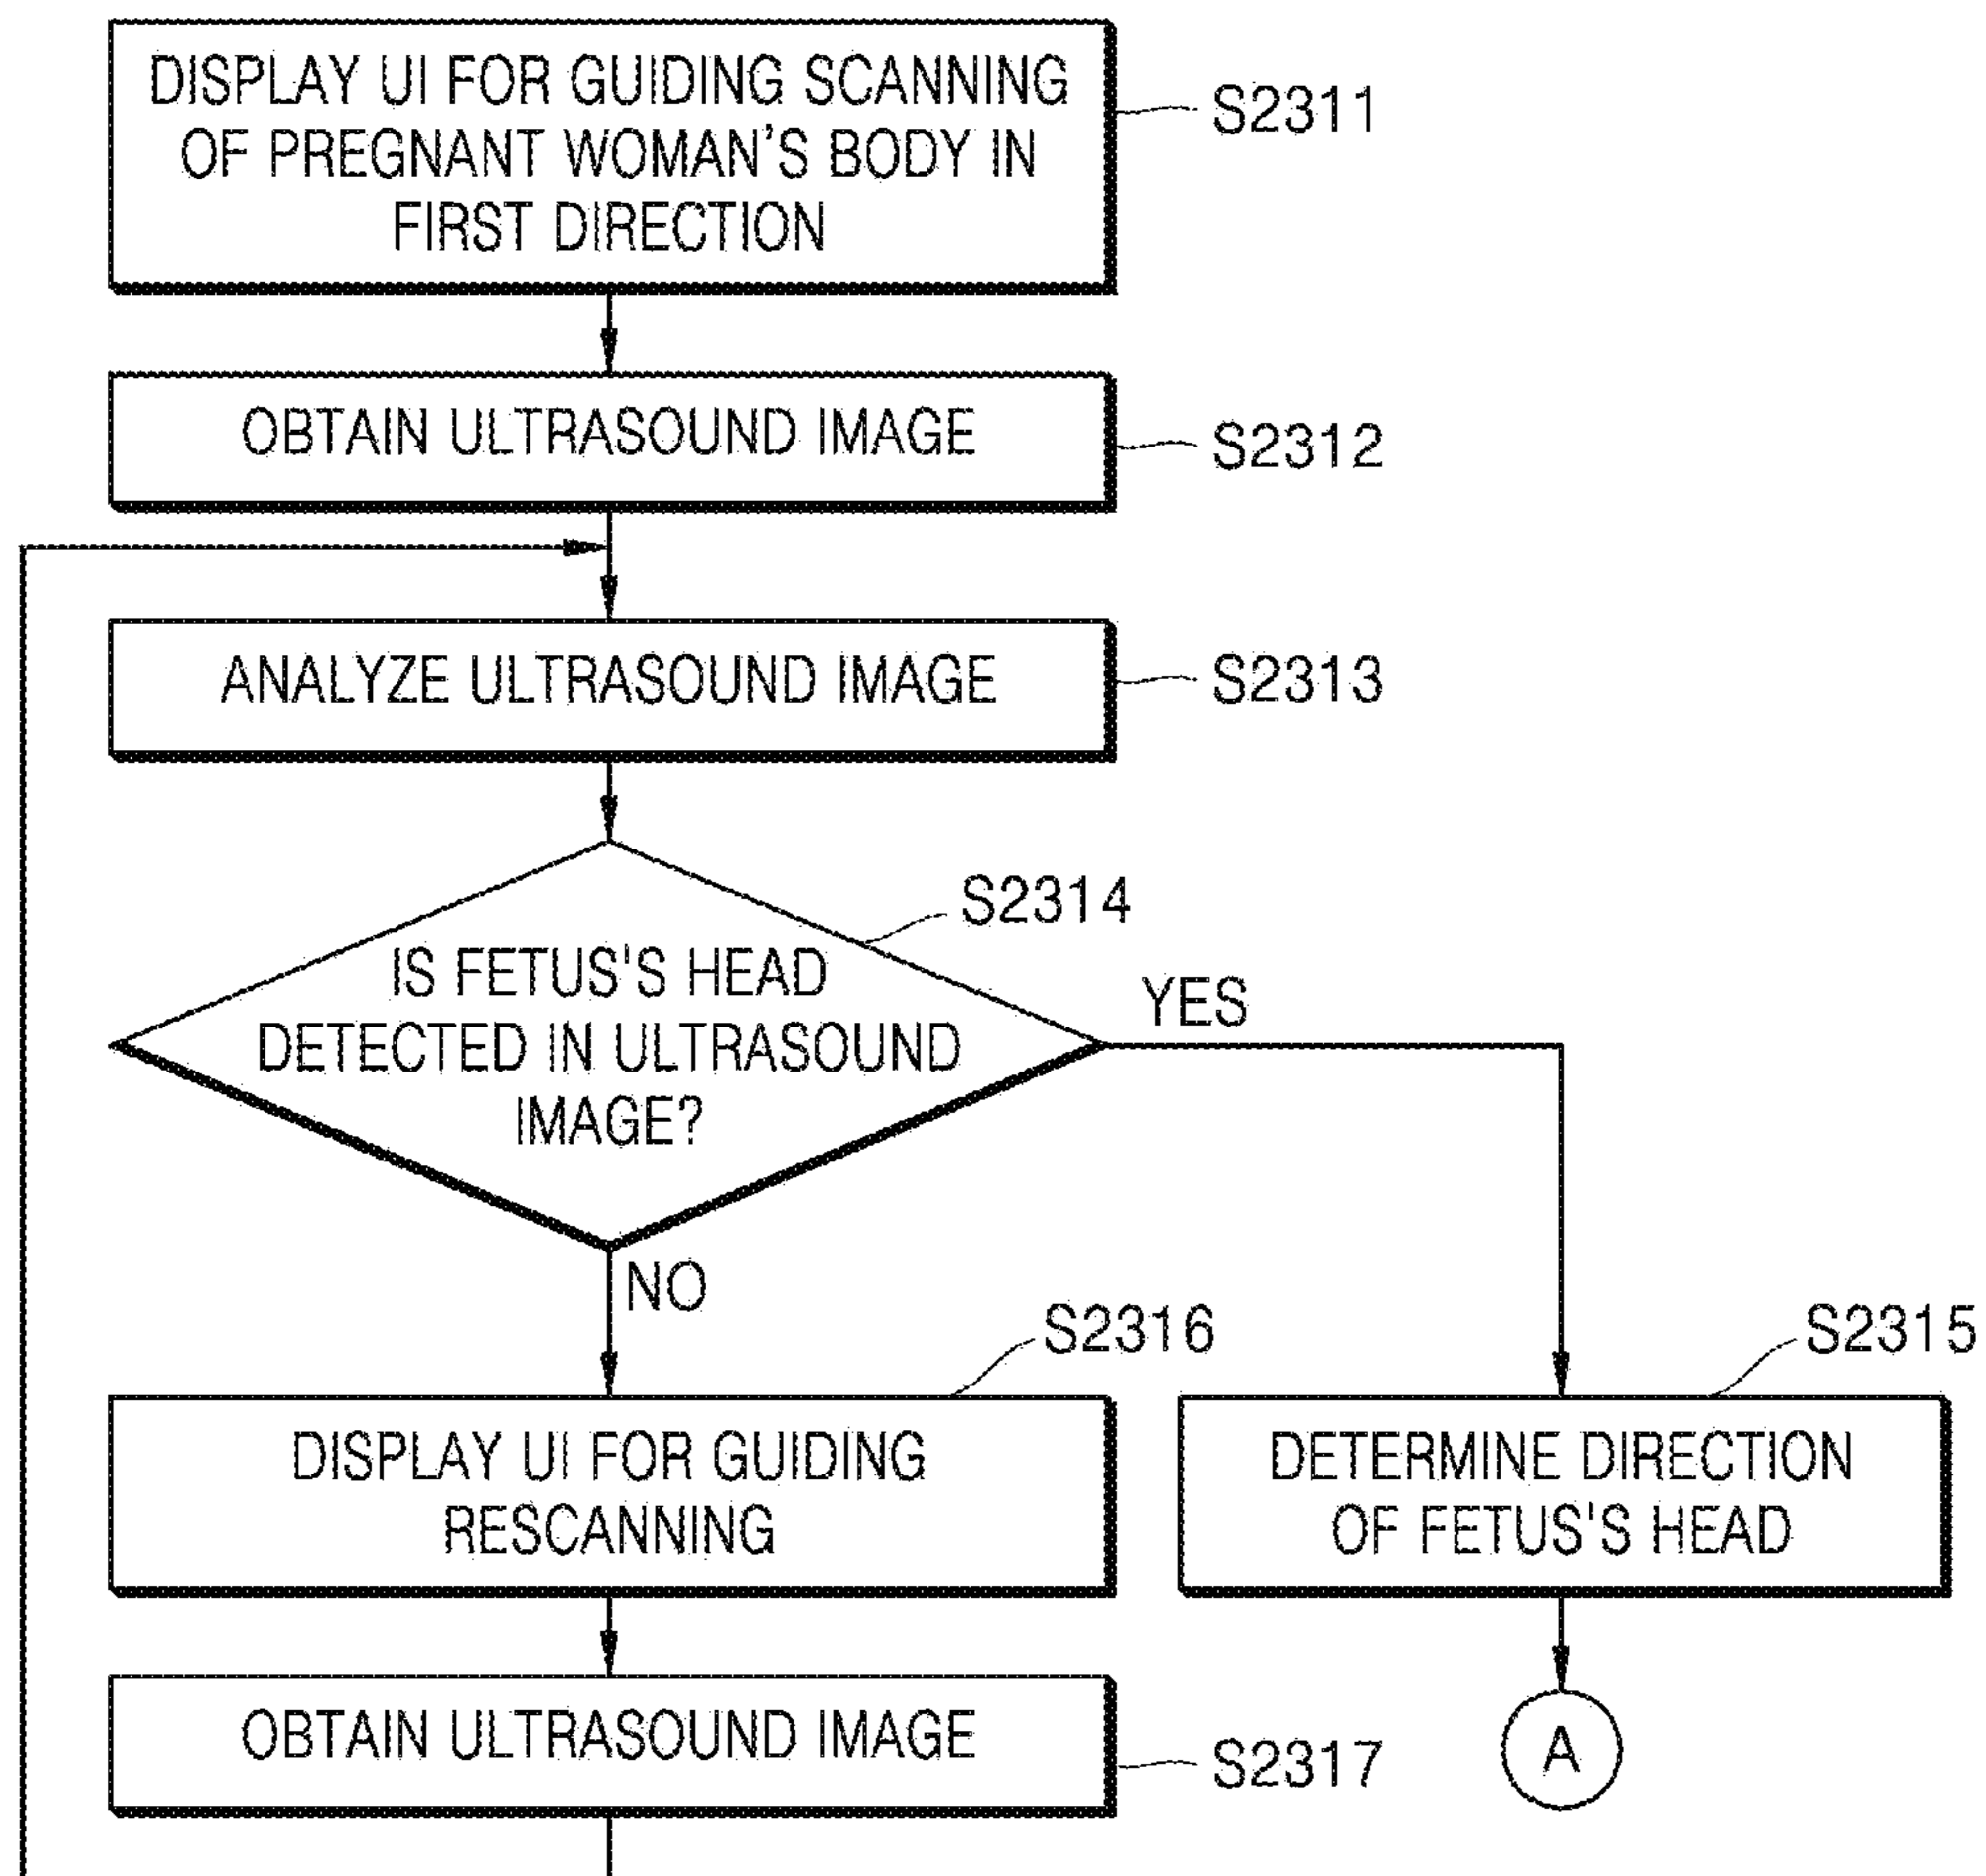 DISPLAY UI FOR GUIDING SCANNING
OF PREGNANT WOMAN'S BODY IN
FIRST DIRECTION
S2311
OBTAIN ULTRASOUND IMAGE
S2312
ANALYZE ULTRASOUND IMAGE
S2313
S2314
IS FETUS'S HEAD
DETECTED IN ULTRASOUND
IMAGE?
YES
NO
S2316
DISPLAY UI FOR GUIDING
RESCANNING
S2315
DETERMINE DIRECTION
OF FETUS'S HEAD
OBTAIN ULTRASOUND IMAGE
S2317
A